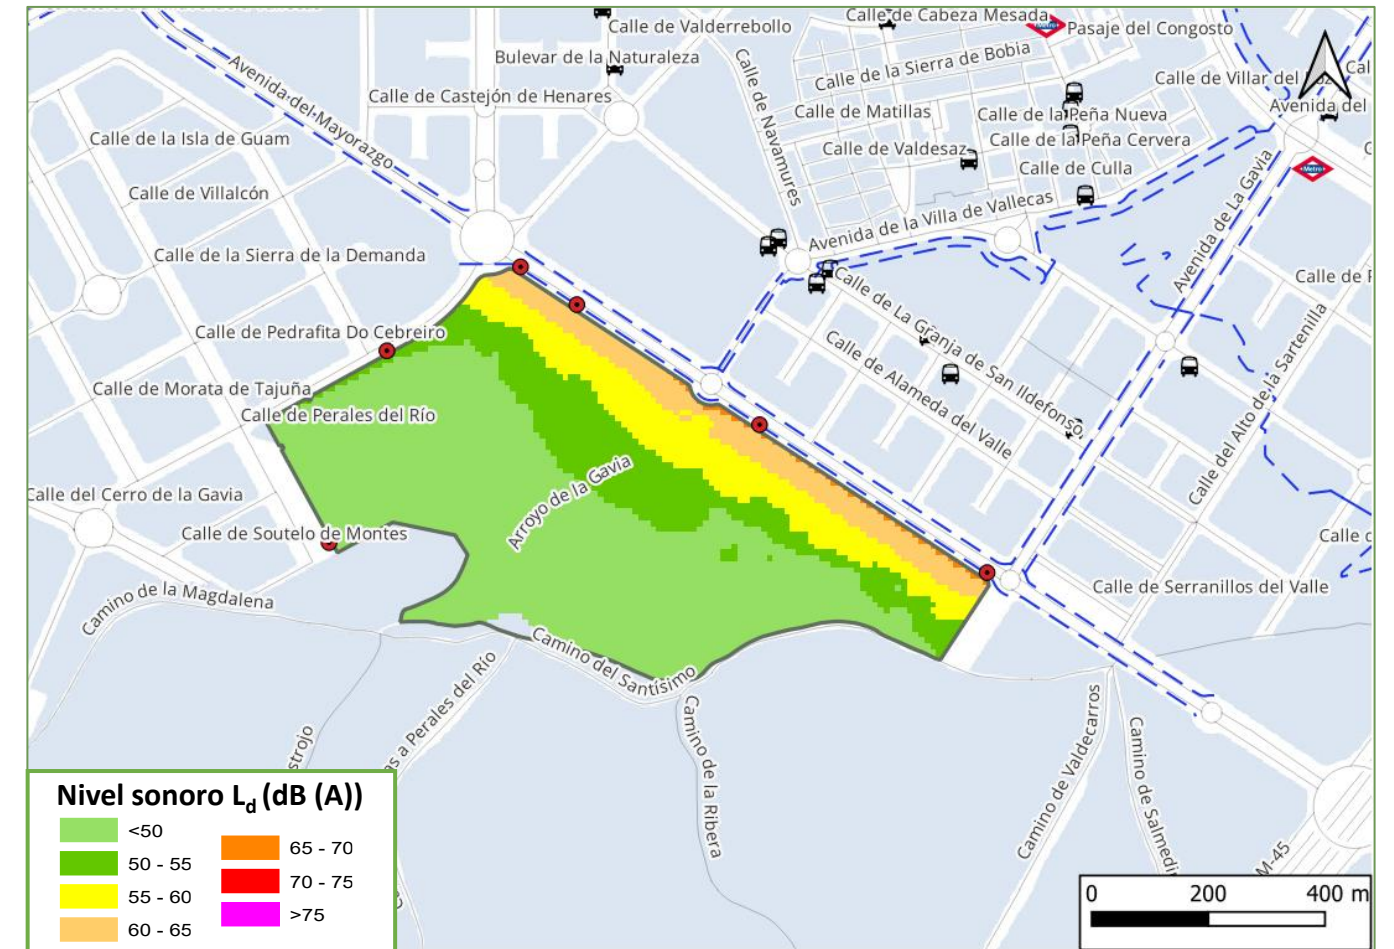 Calle de Cabeza Mesada
Pasaje del Congosto
Calle de Valderrebollo
Bulevar de la Naturaleza
Calle de la Sierra de Bobia
Calle de Villar del
Cal
Avenida del Mayorazgo
Calle de Castejón de Henares
Calle de Navamures
Calle de Matillas
Calle de la Peña Nueva
Avenida del
Calle de la Isla de Guam
Calle de Valdesaz
Calle de la Peña Cervera
Calle de Culla
Metro
Calle de Villalcón
Avenida de la Villa de Vallecas
Avenida de La Gavia
Calle de la Sierra de la Demanda
Calle de La Granja de San Ildefonso
Calle de Pedrafita Do Cebreiro
Calle de Alameda del Valle
Calle del Alto de la Sartenilla
Calle de Morata de Tajuña
Calle de Perales del Río
Arroyo de la Gavia
Calle del Cerro de la Gavia
Calle de Soutelo de Montes
Camino de la Magdalena
Calle de Serranillos del Valle
Camino del Santísimo
as a Perales del Río
strojo
Camino de la Ribera
Camino de Valdecarros
Camino de Salmedi
M-45
Nivel sonoro Ld (dB (A))
<50
50 - 55
55 - 60
60 - 65
65 - 70
70 - 75
>75
0 200 400 m